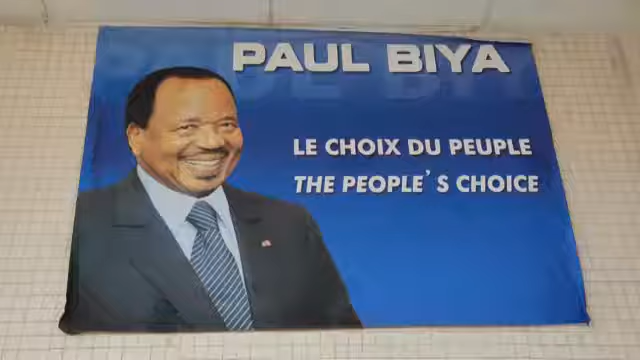 PAUL BIYA
LE CHOIX DU PEUPLE
THE PEOPLE'S CHOICE